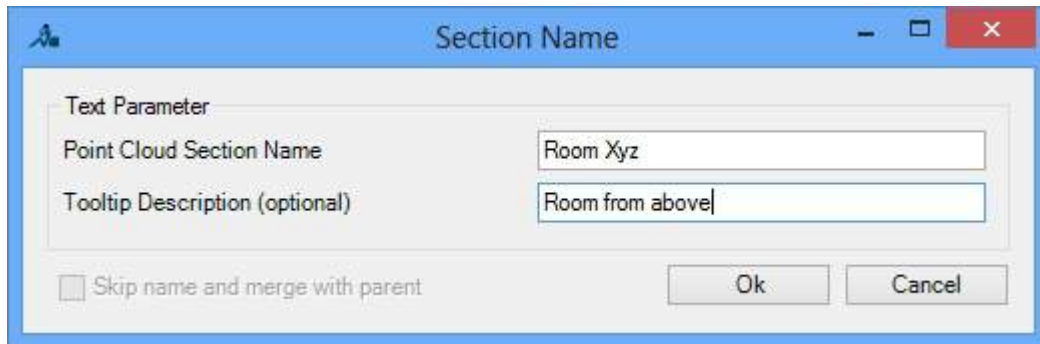 Section Name
Text Parameter
Point Cloud Section Name Room Xyz
Tooltip Description (optional) Room from above
Skip name and merge with parent Ok Cancel